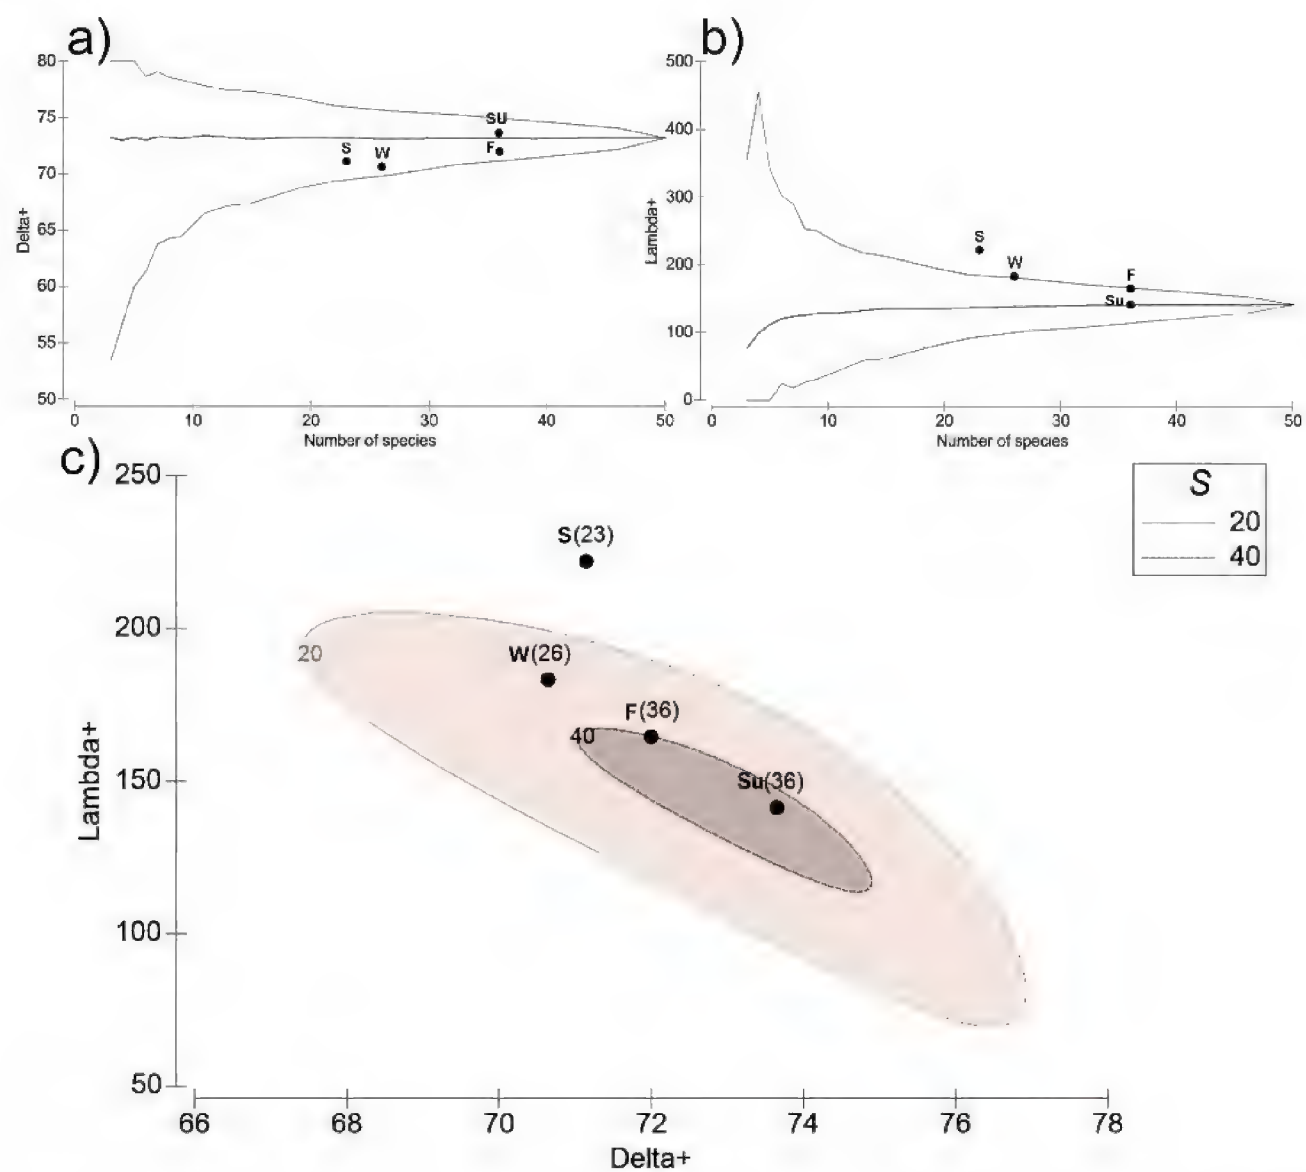 a)
80
75
70
65
60
55
50
Delta+
SU
F
S
W
0 10 20 30 40 50
Number of species
b)
500
400
300
200
100
0
Lambda+
S
W
F
Su
0 10 20 30 40 50
Number of species
c)
250
200
150
100
50
Lambda+
S(23)
W(26)
F(36)
Su(36)
20
40
66 68 70 72 74 76 78
Delta+
S
20
40